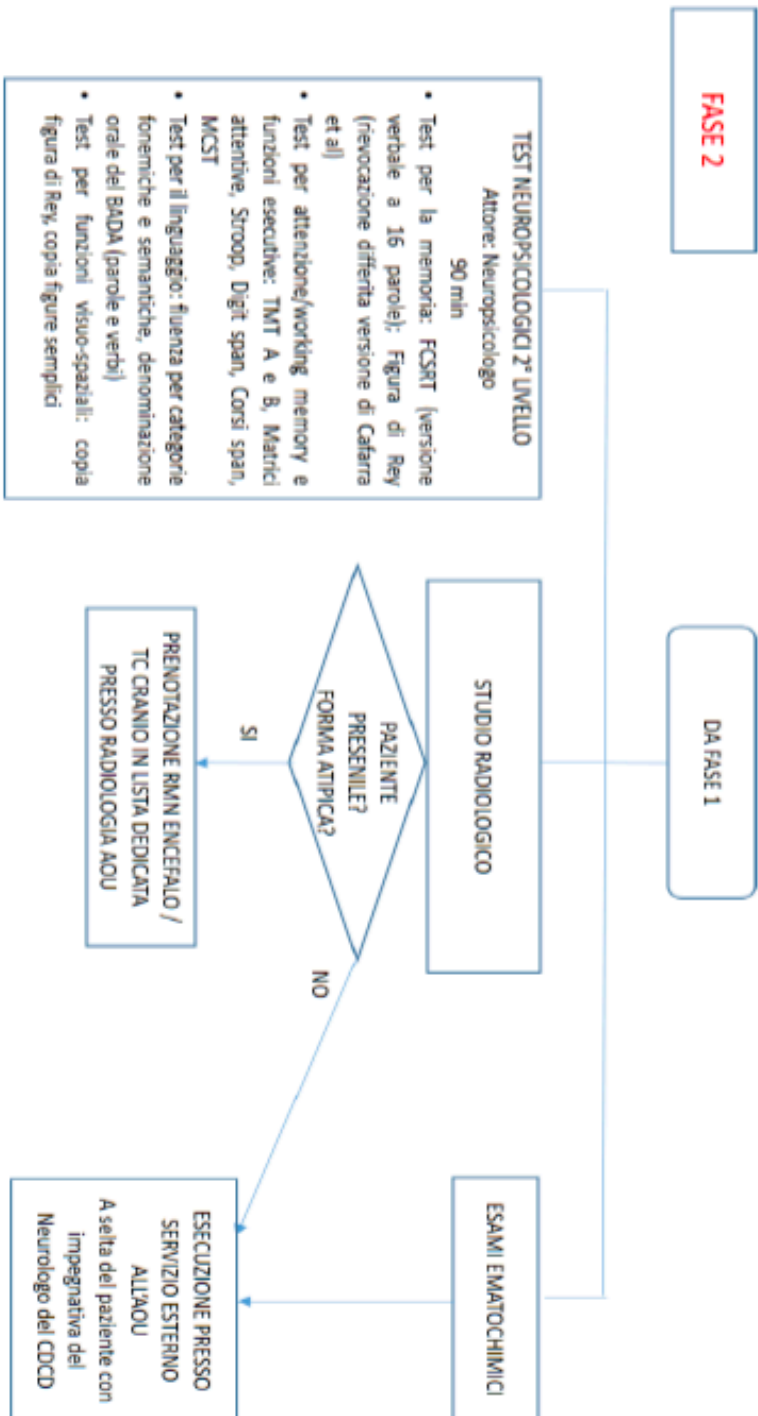 FASE 2
DA FASE 1
TEST NEUROPSICOLOGICI 2° LIVELLO
Attore: Neuropsicologo
90 min
• Test per la memoria: FCSRT (versione
verbale a 16 parole); Figura di Rey
(rievocazione differita versione di Cafarra
et al)
• Test per attenzione/working memory e
funzioni esecutive: TMT A e B, Matrici
attentive, Stroop, Digit span, Corsi span,
MCST
• Test per il linguaggio: fluenza per categorie
fonemiche e semantiche, denominazione
orale del BADA (parole e verbi)
• Test per funzioni visuo-spaziali: copia
figura di Rey, copia figure semplici
STUDIO RADIOLOGICO
PAZIENTE
PRESENILE?
FORMA ATIPICA?
SI
NO
PRENOTAZIONE RMN ENCEFALO /
TC CRANIO IN LISTA DEDICATA
PRESSO RADIOLOGIA AOU
ESAMI EMATOCHIMICI
ESECUZIONE PRESSO
SERVIZIO ESTERNO
ALL'AOU
A selta del paziente con
impegnativa del
Neurologo del CDCD